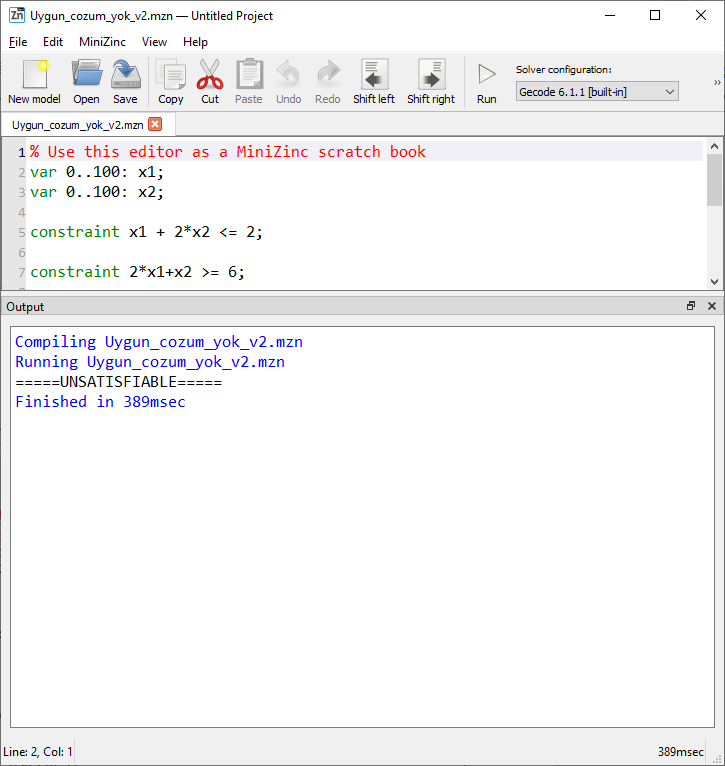 Uygun_cozum_yok_v2.mzn — Untitled Project
File Edit MiniZinc View Help
New model Open Save Copy Cut Paste Undo Redo Shift left Shift right Run Solver configuration:
Gecode 6.1.1 [built-in]
Uygun_cozum_yok_v2.mzn
1 % Use this editor as a MiniZinc scratch book
2 var 0..100: x1;
3 var 0..100: x2;
4
5 constraint x1 + 2*x2 <= 2;
6
7 constraint 2*x1+x2 >= 6;
Output
Compiling Uygun_cozum_yok_v2.mzn
Running Uygun_cozum_yok_v2.mzn
=====UNSATISFIABLE=====
Finished in 389msec
Line: 2, Col: 1 389msec